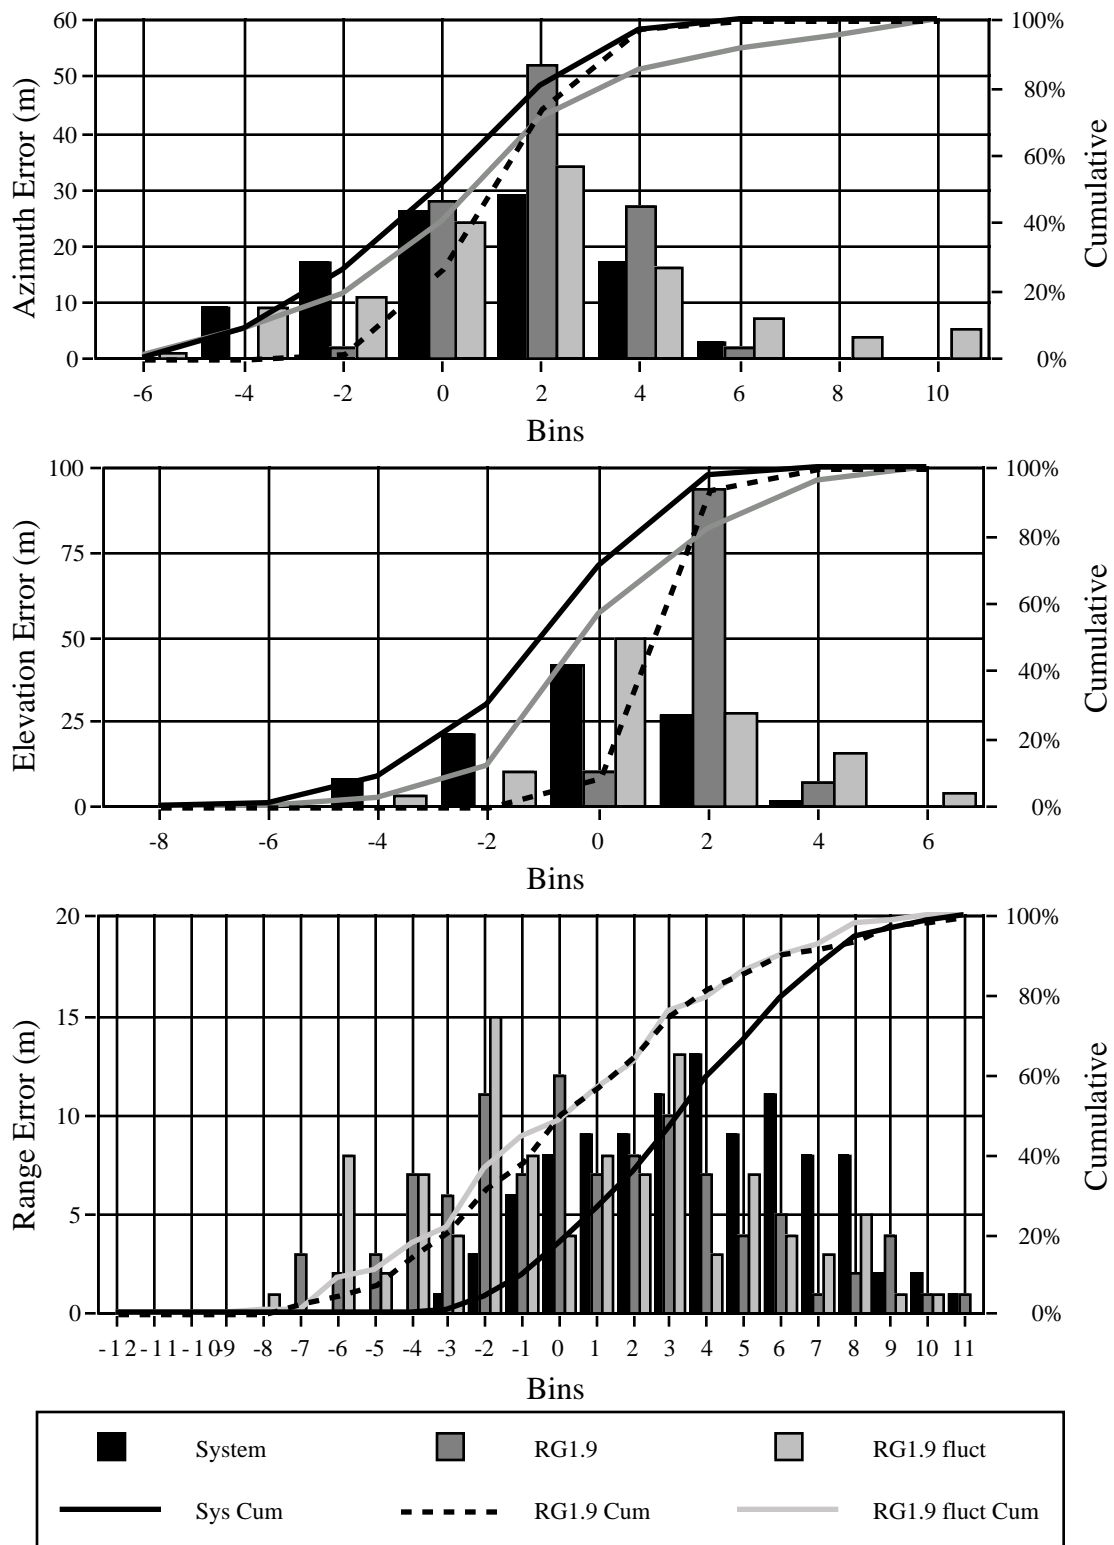 60
50
40
30
20
10
0
Azimuth Error (m)
100%
80%
60%
40%
20%
0%
Cumulative
-6 -4 -2 0 2 4 6 8 10
Bins
100
75
50
25
0
Elevation Error (m)
100%
80%
60%
40%
20%
0%
Cumulative
-8 -6 -4 -2 0 2 4 6
Bins
20
15
10
5
0
Range Error (m)
100%
80%
60%
40%
20%
0%
Cumulative
-12 -11 -10 -9 -8 -7 -6 -5 -4 -3 -2 -1 0 1 2 3 4 5 6 7 8 9 10 11
Bins
System RG1.9 RG1.9 fluct
Sys Cum RG1.9 Cum RG1.9 fluct Cum